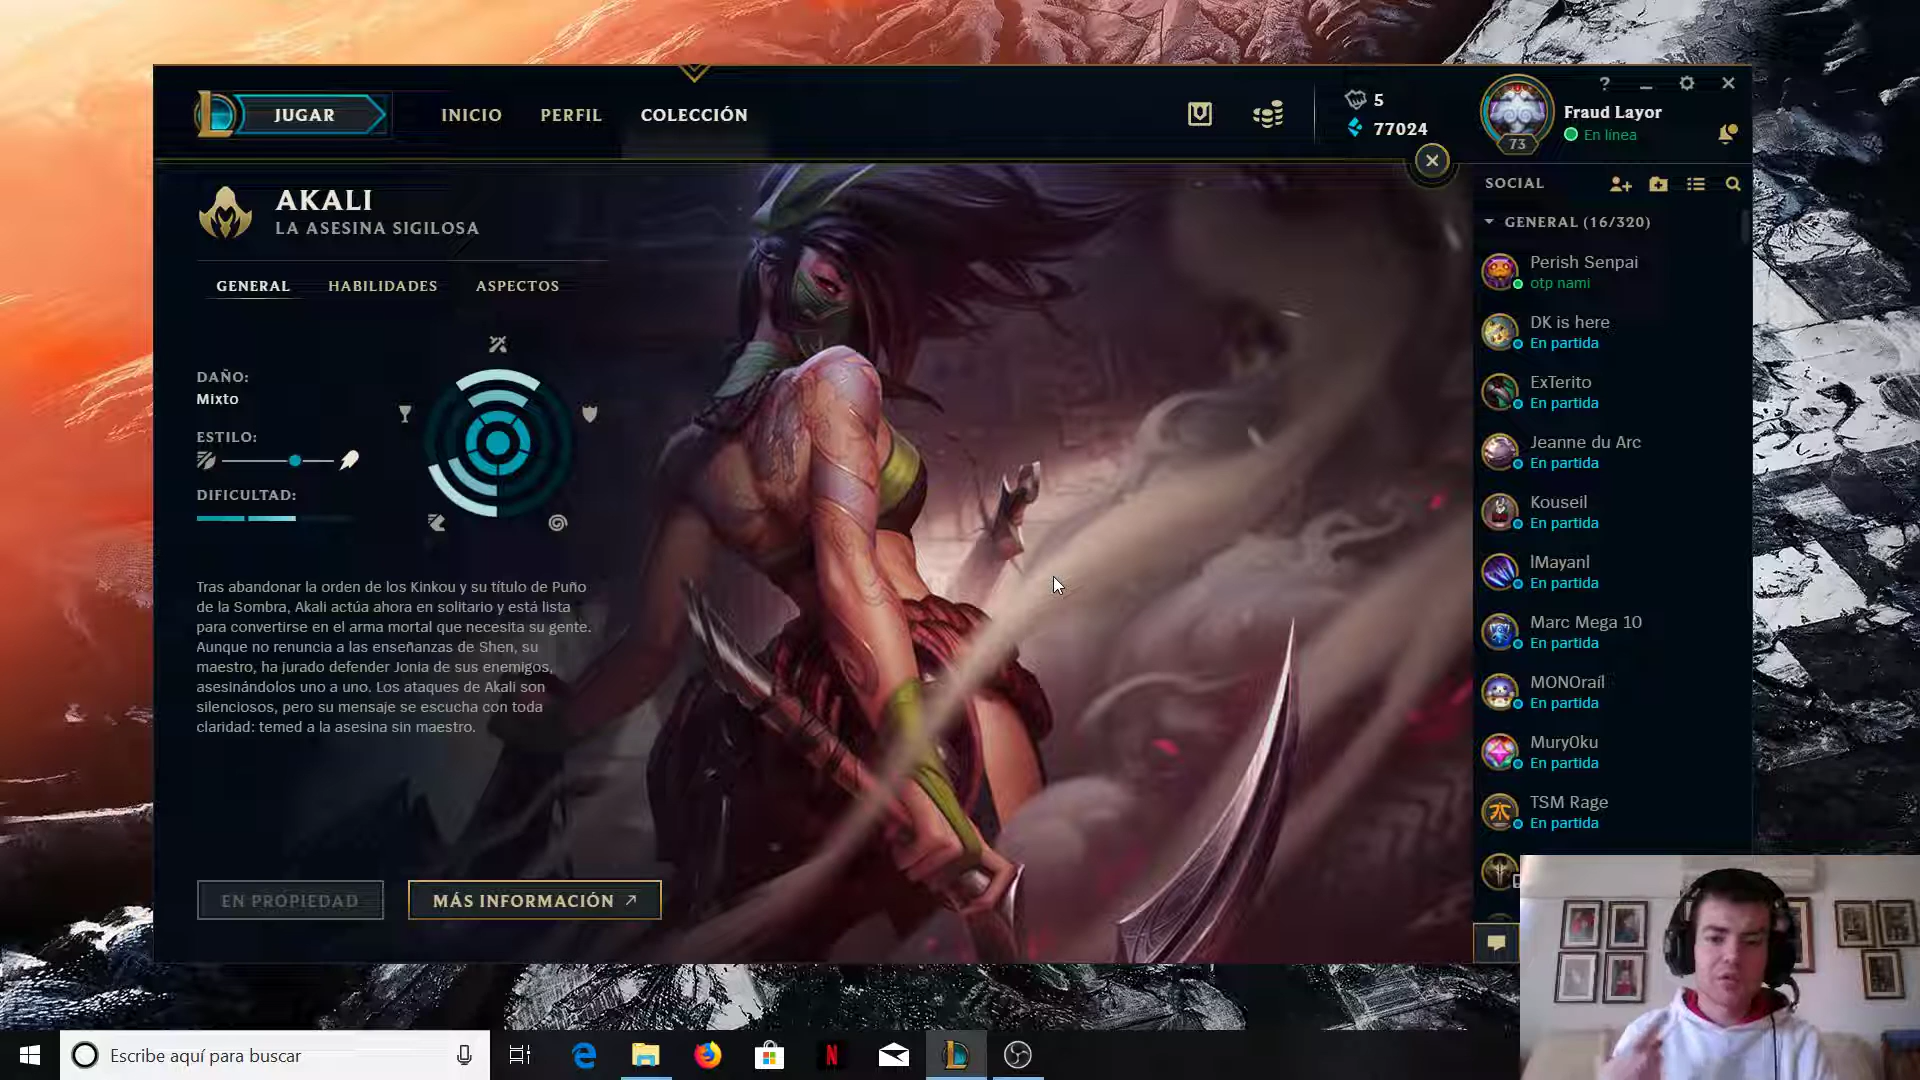 JUGAR
INICIO
PERFIL
COLECCIÓN
5
77024
73
Fraud Layor
En línea
AKALI
LA ASESINA SIGILOSA
GENERAL
HABILIDADES
ASPECTOS
DAÑO:
Mixto
ESTILO:
DIFICULTAD:
Tras abandonar la orden de los Kinkou y su título de Puño
de la Sombra, Akali actúa ahora en solitario y está lista
para convertirse en el arma mortal que necesita su gente.
Aunque no renuncia a las enseñanzas de Shen, su
maestro, ha jurado defender Jonia de sus enemigos,
asesinándolos uno a uno. Los ataques de Akali son
silenciosos, pero su mensaje se escucha con toda
claridad: temed a la asesina sin maestro.
EN PROPIEDAD
MÁS INFORMACIÓN
SOCIAL
GENERAL (16/320)
Perish Senpai
otp nami
DK is here
En partida
ExTerito
En partida
Jeanne du Arc
En partida
Kouseil
En partida
lMayanl
En partida
Marc Mega 10
En partida
MONOraíl
En partida
Mury0ku
En partida
TSM Rage
En partida
Escribe aquí para buscar